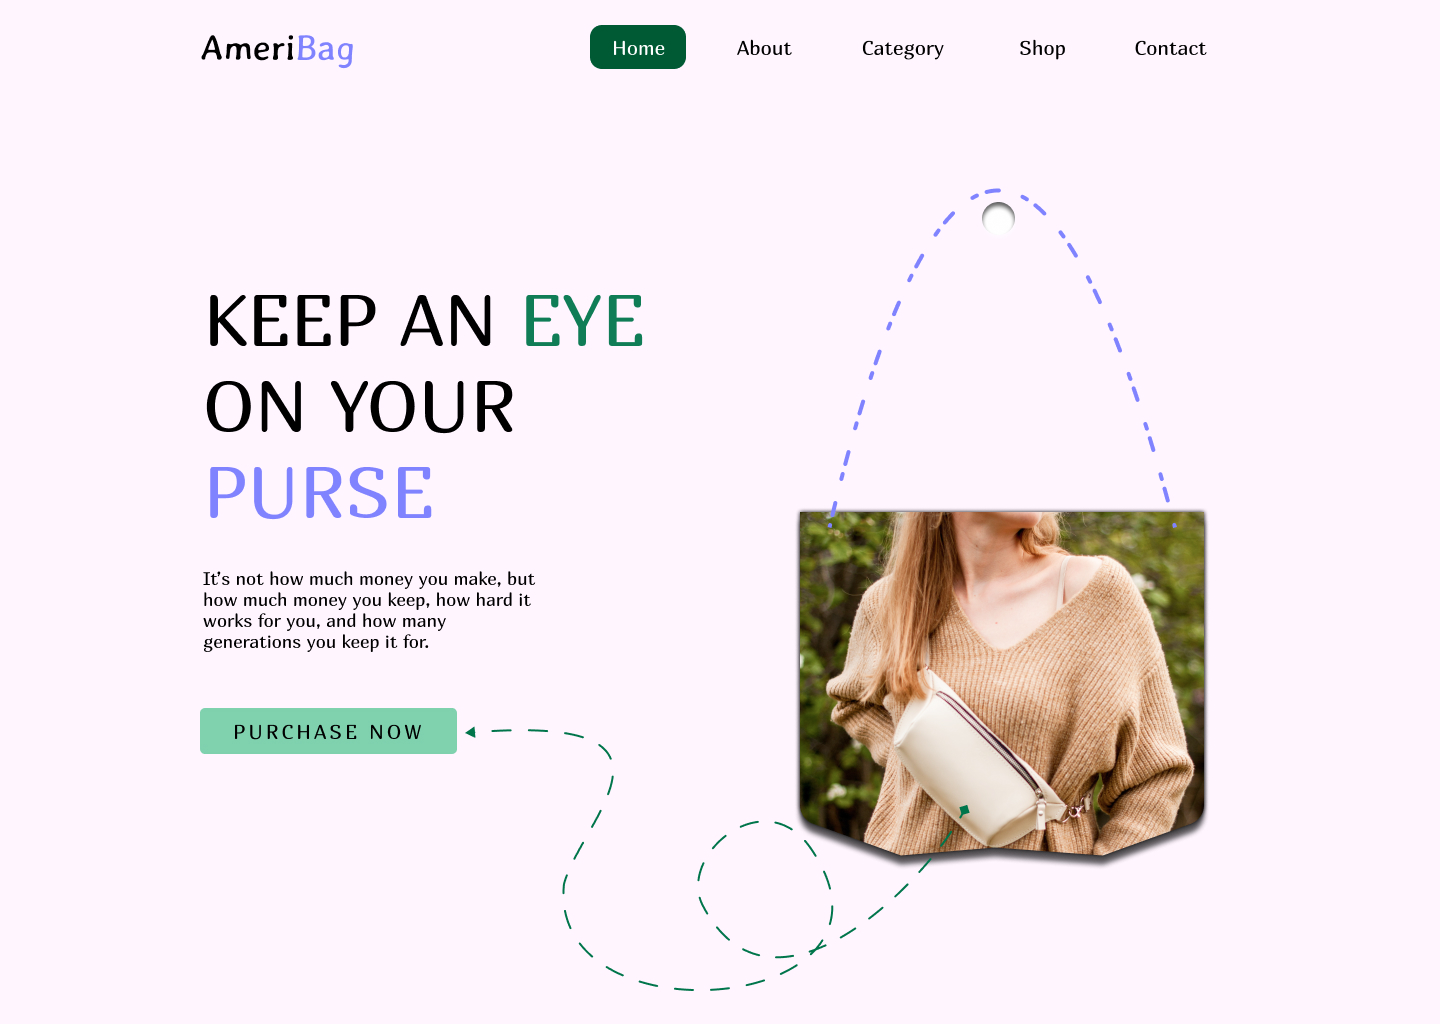 AmeriBag
Home About Category Shop Contact
KEEP AN EYE
ON YOUR
PURSE
It’s not how much money you make, but
how much money you keep, how hard it
works for you, and how many
generations you keep it for.
PURCHASE NOW